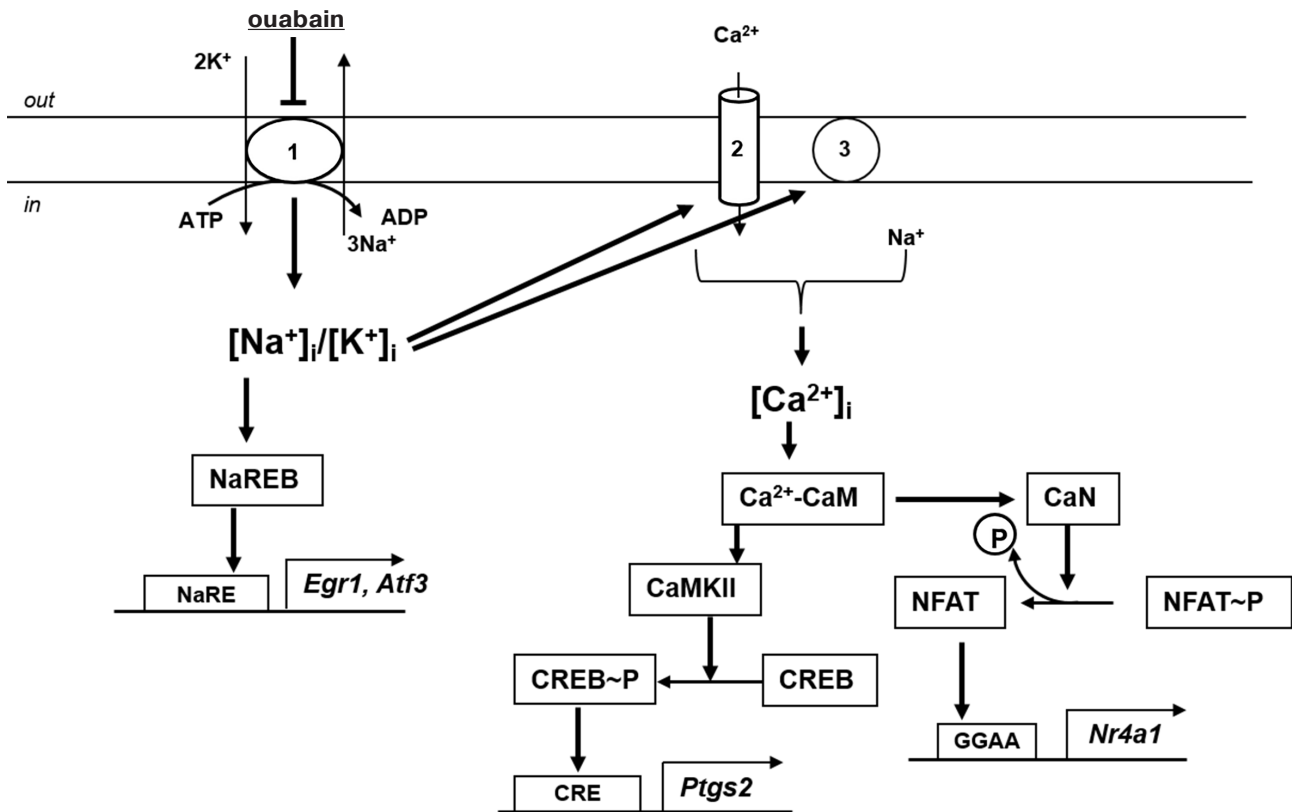 ouabain
2K⁺
Ca²⁺
out
1
2
3
in
ATP
ADP
3Na⁺
Na⁺
[Na⁺]ᵢ/[K⁺]ᵢ
[Ca²⁺]ᵢ
NaREB
Ca²⁺-CaM
CaN
P
NaRE
Egr1, Atf3
CaMKII
NFAT
NFAT~P
CREB~P
CREB
GGAA
Nr4a1
CRE
Ptgs2